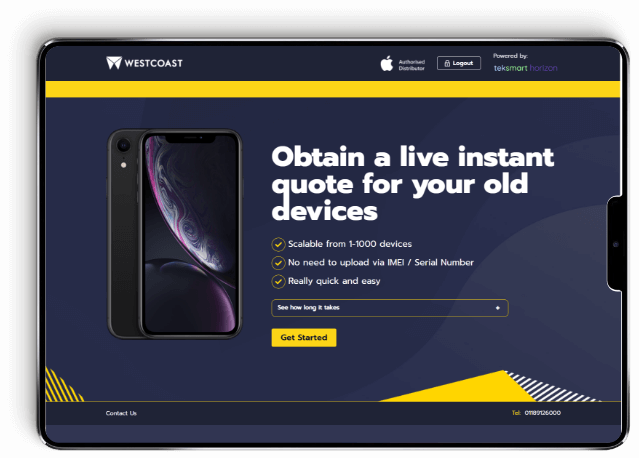 WESTCOAST
Authorised
Distributor
Logout
Powered by:
teksmart horizon
Obtain a live instant
quote for your old
devices
Scalable from 1-1000 devices
No need to upload via IMEI / Serial Number
Really quick and easy
See how long it takes
Get Started
Contact Us
Tel: 01189126000